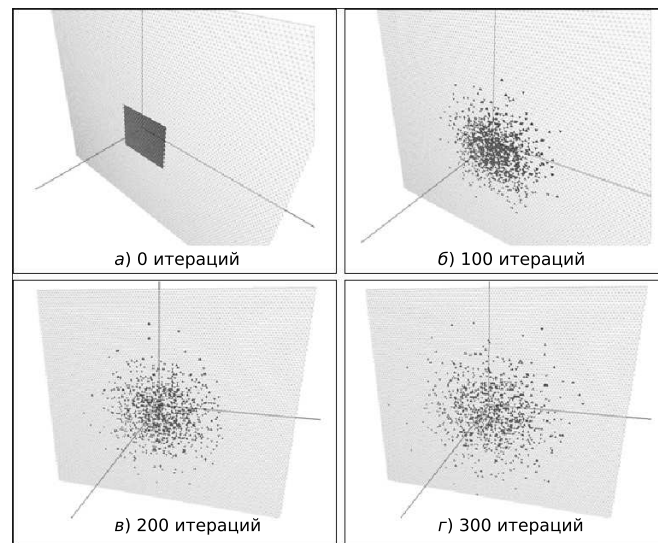 а) 0 итераций
б) 100 итераций
в) 200 итераций
г) 300 итераций